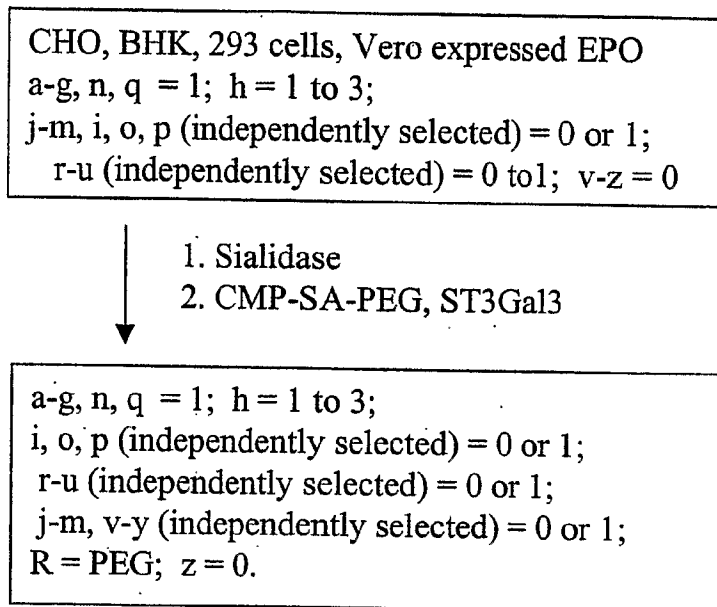 CHO, BHK, 293 cells, Vero expressed EPO
a-g, n, q = 1; h = 1 to 3;
j-m, i, o, p (independently selected) = 0 or 1;
r-u (independently selected) = 0 to1; v-z = 0
1. Sialidase
2. CMP-SA-PEG, ST3Gal3
a-g, n, q = 1; h = 1 to 3;
i, o, p (independently selected) = 0 or 1;
r-u (independently selected) = 0 or 1;
j-m, v-y (independently selected) = 0 or 1;
R = PEG; z = 0.